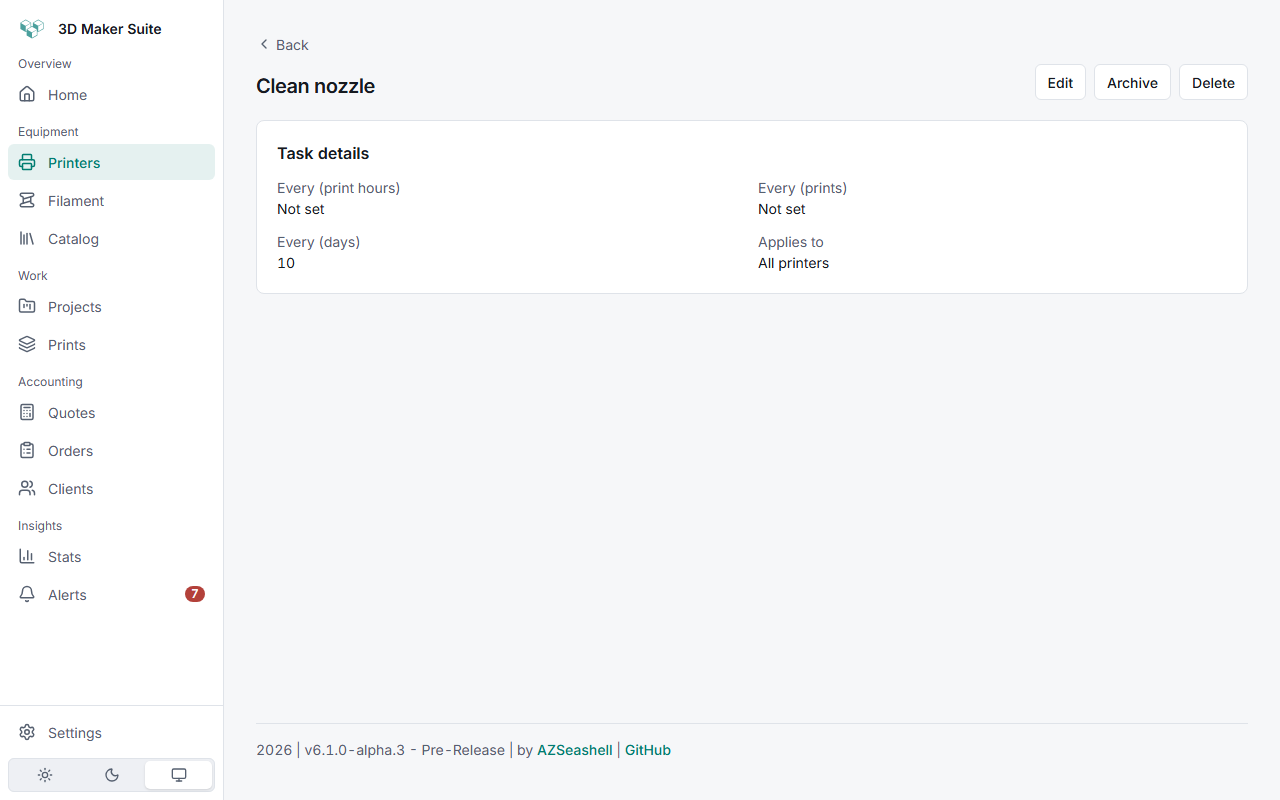 3D Maker Suite
Overview
Home
Equipment
Printers
Filament
Catalog
Work
Projects
Prints
Accounting
Quotes
Orders
Clients
Insights
Stats
Alerts 7
Settings
Back
Clean nozzle
Edit Archive Delete
Task details
Every (print hours)
Not set
Every (prints)
Not set
Every (days)
10
Applies to
All printers
2026 | v6.1.0-alpha.3 - Pre-Release | by AZSeashell | GitHub